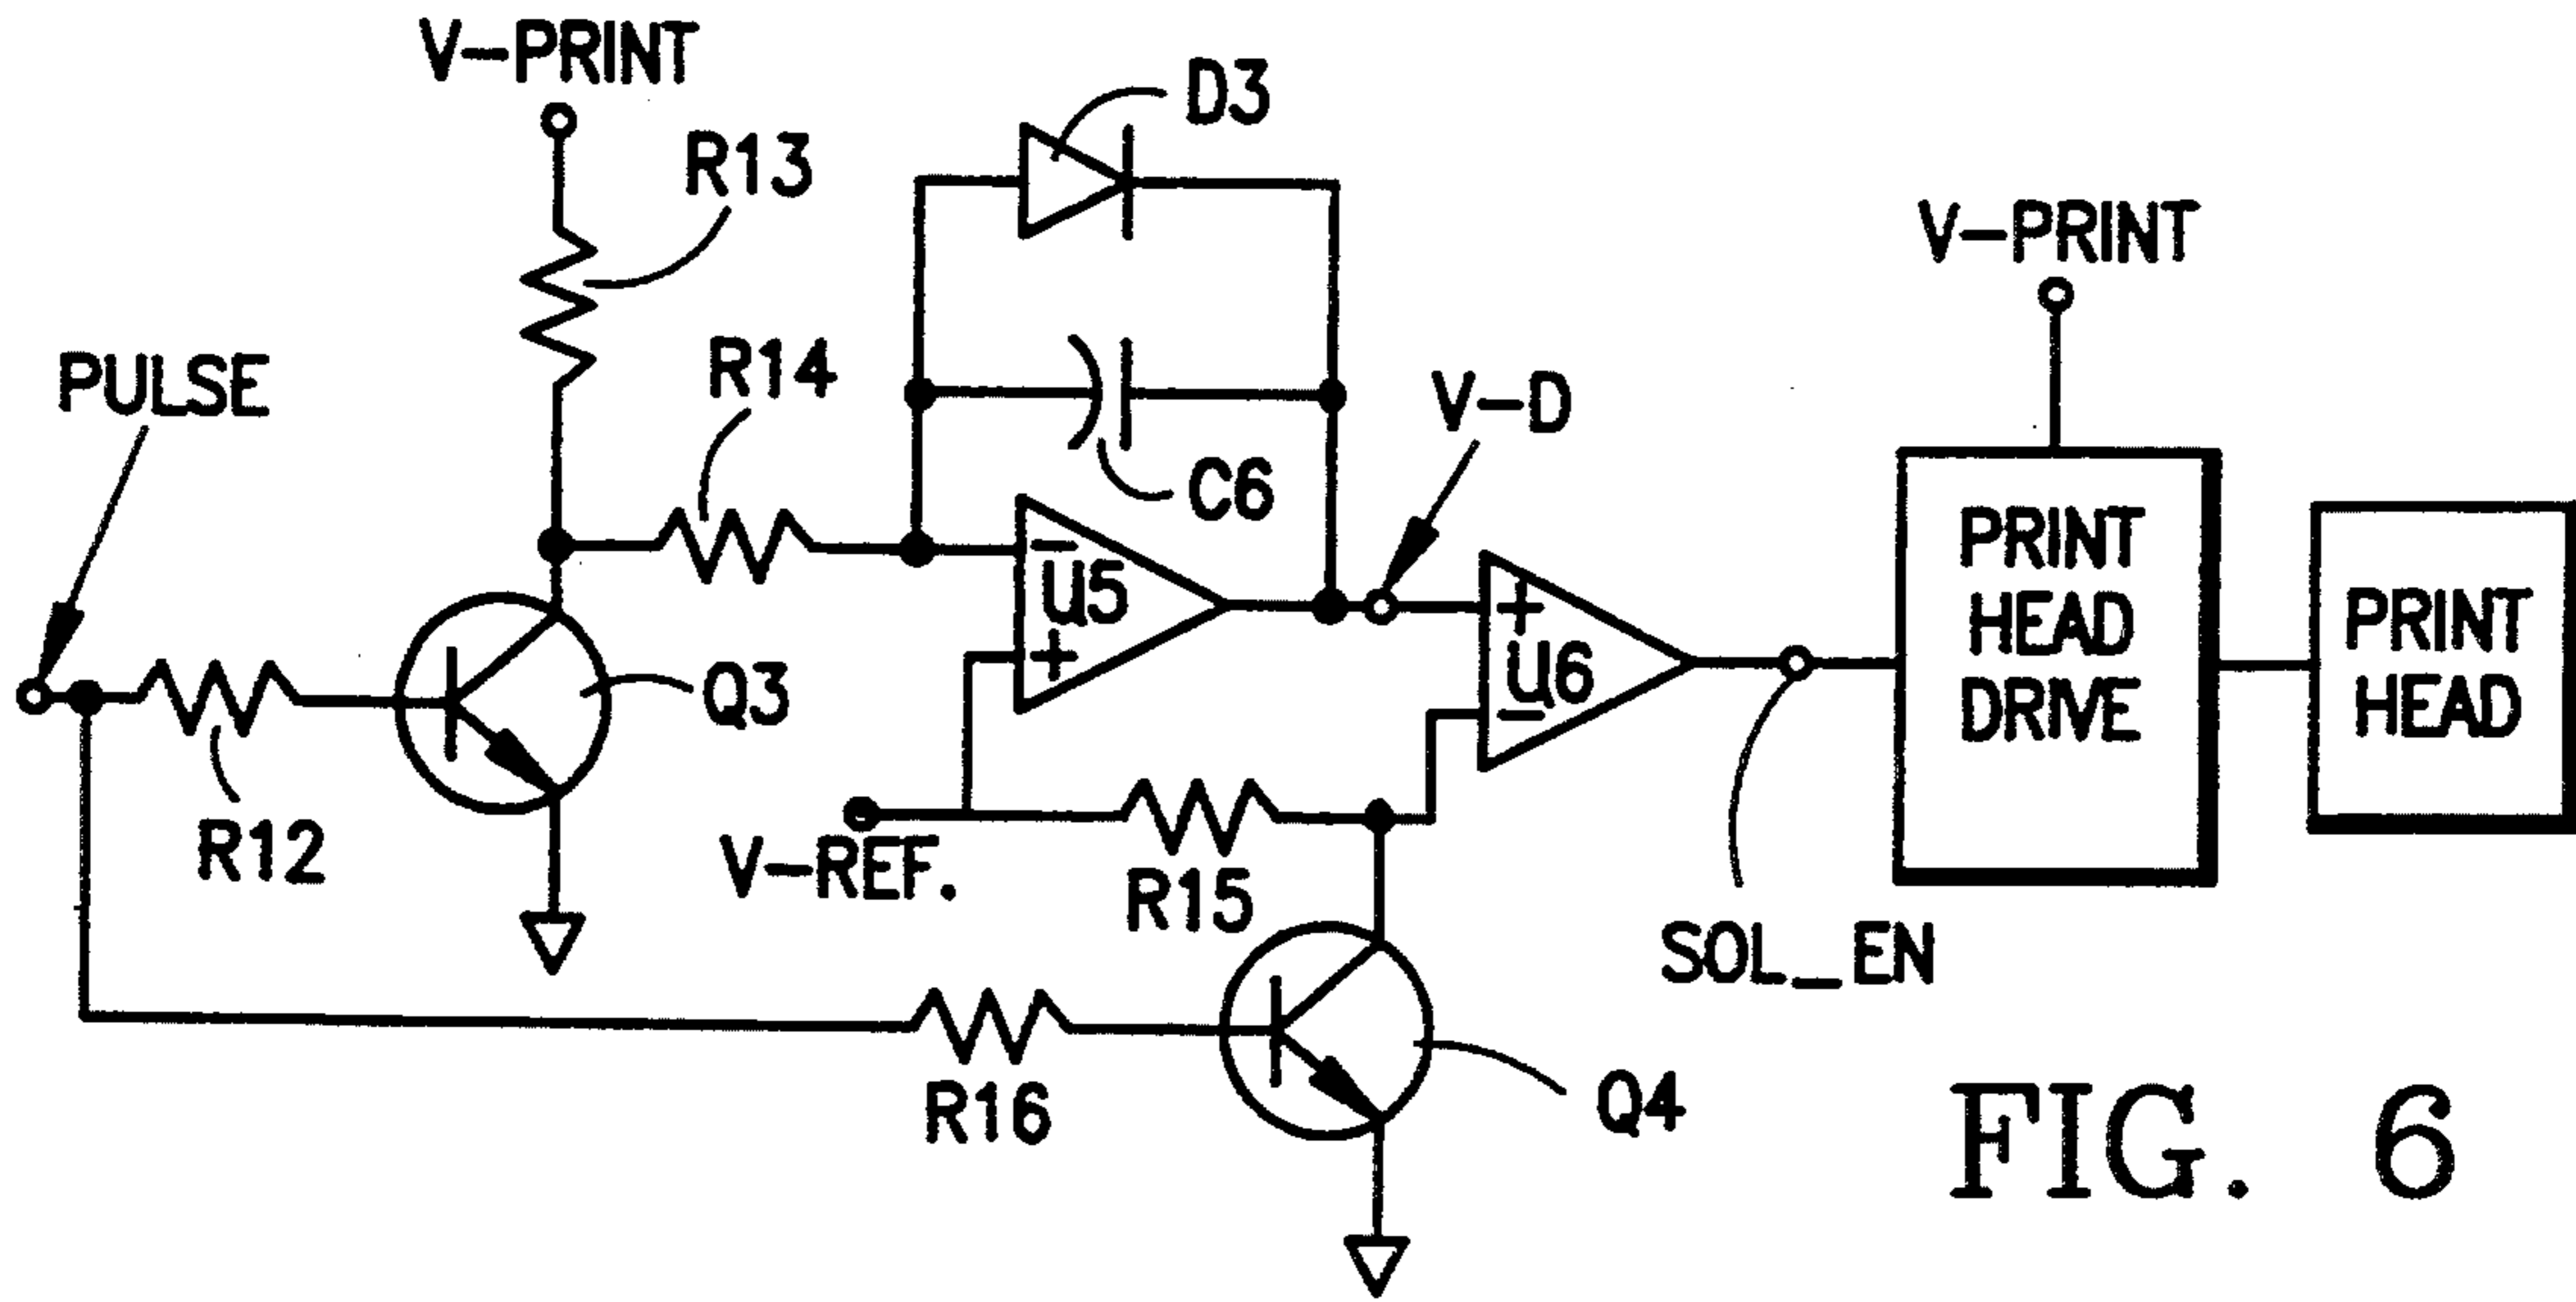 V-PRINT
D3
R13
V-PRINT
R14
PULSE
V-D
C6
PRINT
HEAD
DRIVE
- U5 +
+ U6 -
PRINT
HEAD
Q3
R12
V-REF.
R15
SOL_EN
R16
Q4
FIG. 6